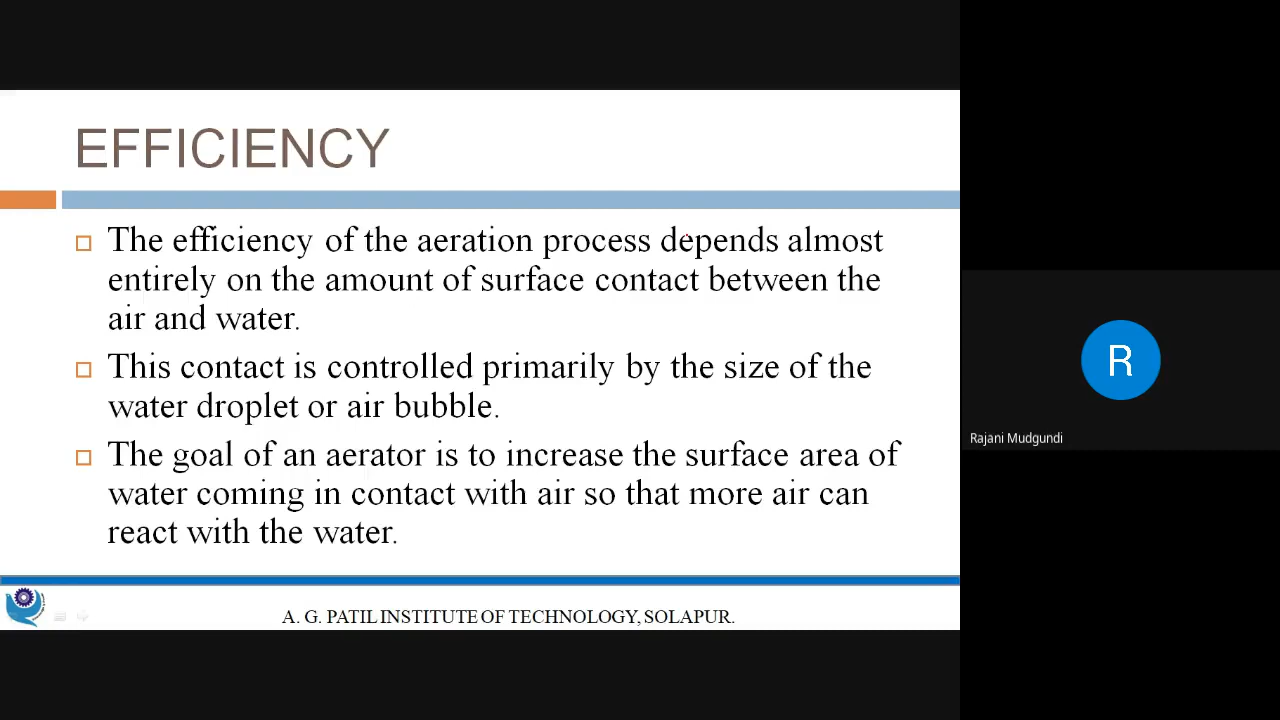 EFFICIENCY
The efficiency of the aeration process depends almost
entirely on the amount of surface contact between the
air and water.
This contact is controlled primarily by the size of the
water droplet or air bubble.
The goal of an aerator is to increase the surface area of
water coming in contact with air so that more air can
react with the water.
A. G. PATIL INSTITUTE OF TECHNOLOGY, SOLAPUR.
R
Rajani Mudgundi